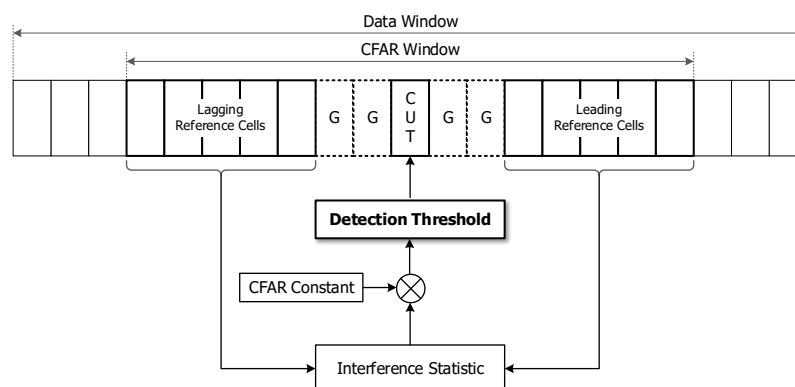 Data Window
CFAR Window
Lagging
Reference Cells
G
G
C
U
T
G
G
Leading
Reference Cells
Detection Threshold
CFAR Constant
Interference Statistic